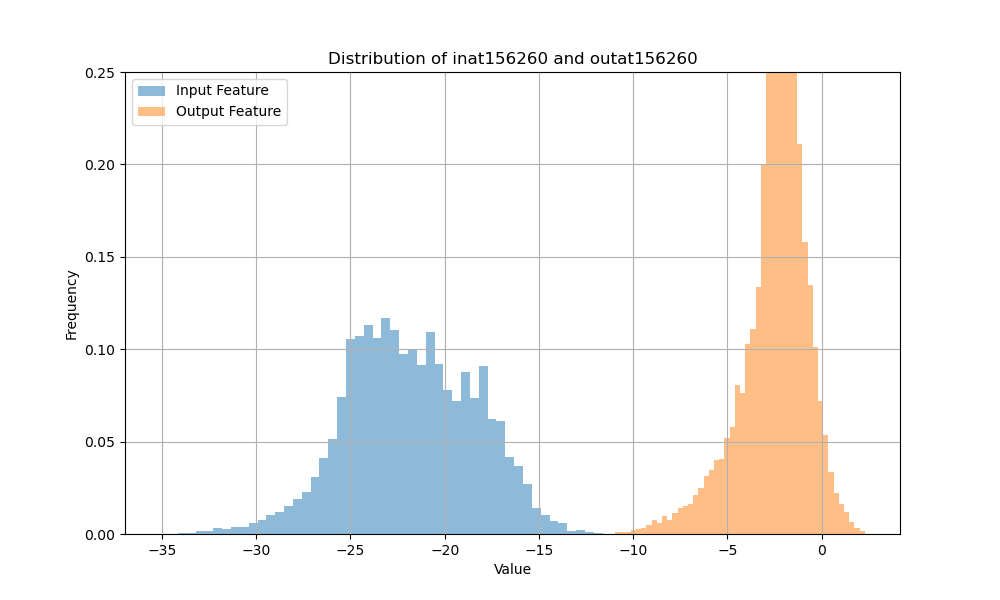 Distribution of inat156260 and outat156260
Input Feature
Output Feature
Frequency
0.25
0.20
0.15
0.10
0.05
0.00
−35 −30 −25 −20 −15 −10 −5 0
Value